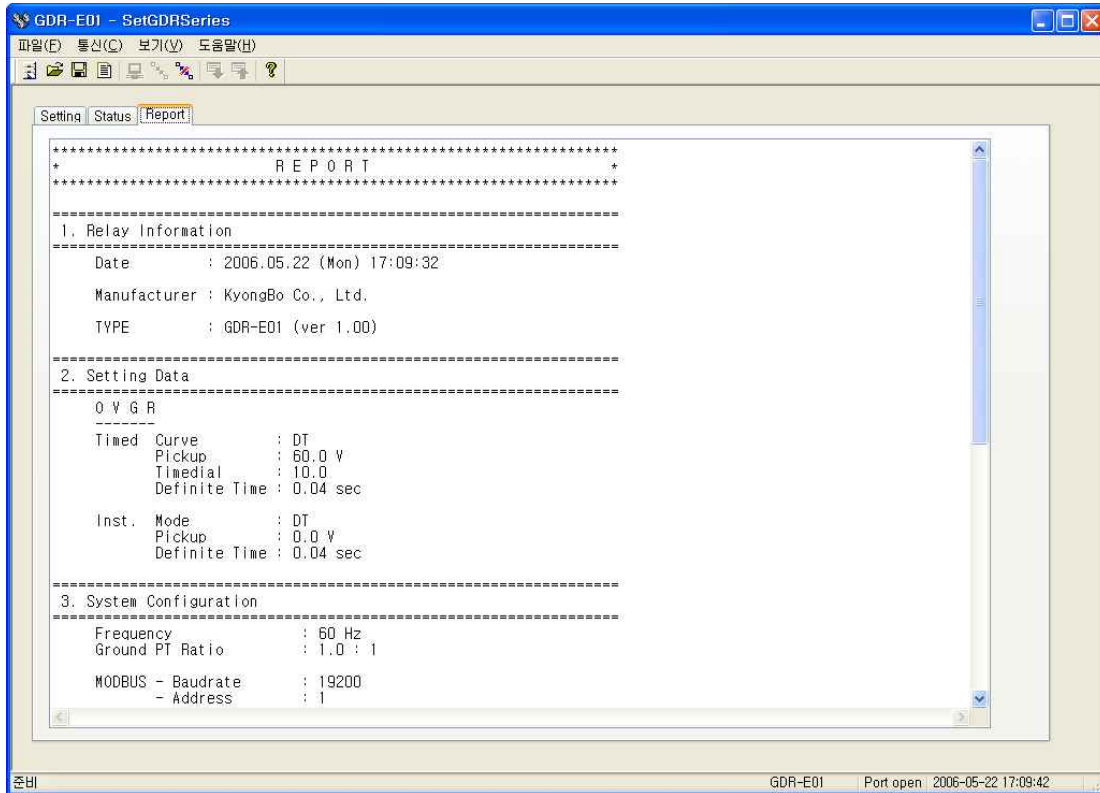 GDR-E01 - SetGDRSeries
파일(F) 통신(C) 보기(V) 도움말(H)
Setting Status Report
******************************************************************
* R E P O R T *
******************************************************************
==================================================================
1. Relay Information
==================================================================
Date : 2006.05.22 (Mon) 17:09:32
Manufacturer : KyongBo Co., Ltd.
TYPE : GDR-E01 (ver 1.00)
==================================================================
2. Setting Data
==================================================================
O V G R
-------
Timed Curve : DT
Pickup : 60.0 V
Timedial : 10.0
Definite Time : 0.04 sec
Inst. Mode : DT
Pickup : 0.0 V
Definite Time : 0.04 sec
==================================================================
3. System Configuration
==================================================================
Frequency : 60 Hz
Ground PT Ratio : 1.0 : 1
MODBUS - Baudrate : 19200
- Address : 1
준비 GDR-E01 Port open 2006-05-22 17:09:42